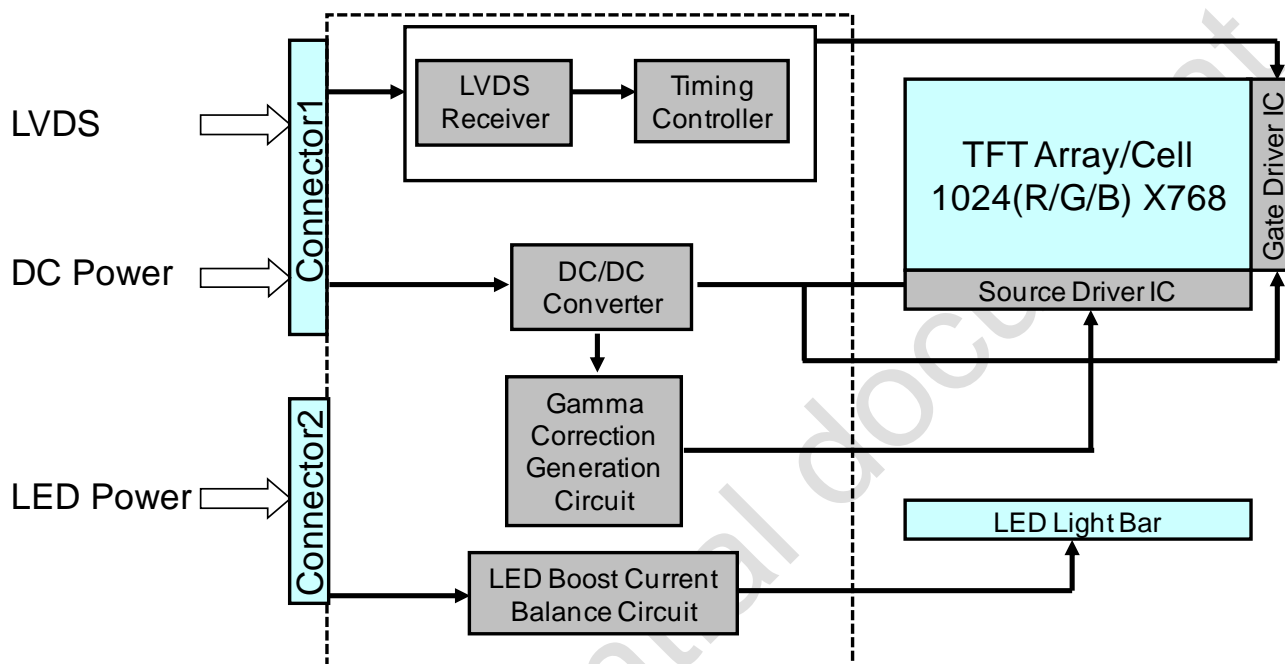 LVDS
DC Power
LED Power
Connector1
Connector2
LVDS
Receiver
Timing
Controller
DC/DC
Converter
Gamma
Correction
Generation
Circuit
LED Boost Current
Balance Circuit
TFT Array/Cell
1024(R/G/B) X768
Gate Driver IC
Source Driver IC
LED Light Bar